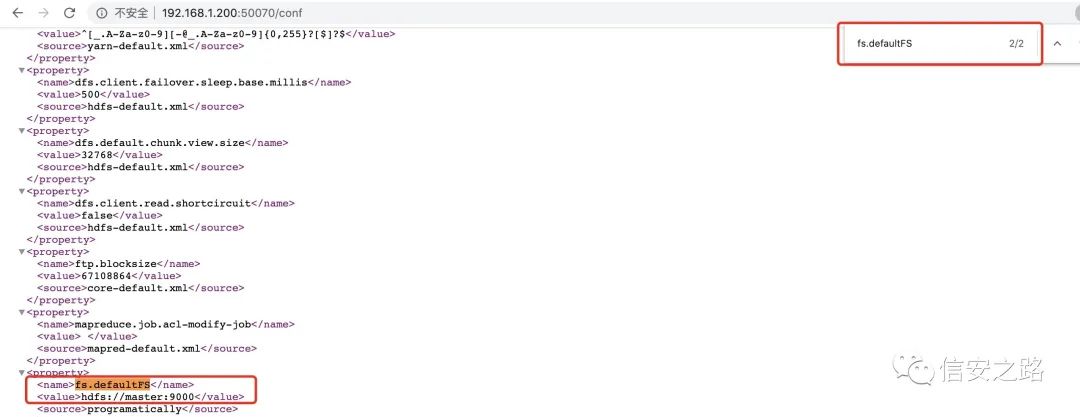 不安全 192.168.1.200:50070/conf
fs.defaultFS 2/2
<value>^[_.A-Za-z0-9][-@_.A-Za-z0-9]{0,255}?[$]?$</value>
<source>yarn-default.xml</source>
</property>
<property>
<name>dfs.client.failover.sleep.base.millis</name>
<value>500</value>
<source>hdfs-default.xml</source>
</property>
<property>
<name>dfs.default.chunk.view.size</name>
<value>32768</value>
<source>hdfs-default.xml</source>
</property>
<property>
<name>dfs.client.read.shortcircuit</name>
<value>false</value>
<source>hdfs-default.xml</source>
</property>
<property>
<name>ftp.blocksize</name>
<value>67108864</value>
<source>core-default.xml</source>
</property>
<property>
<name>mapreduce.job.acl-modify-job</name>
<value> </value>
<source>mapred-default.xml</source>
</property>
<property>
<name>fs.defaultFS</name>
<value>hdfs://master:9000</value>
<source>programatically</source>
信安之路